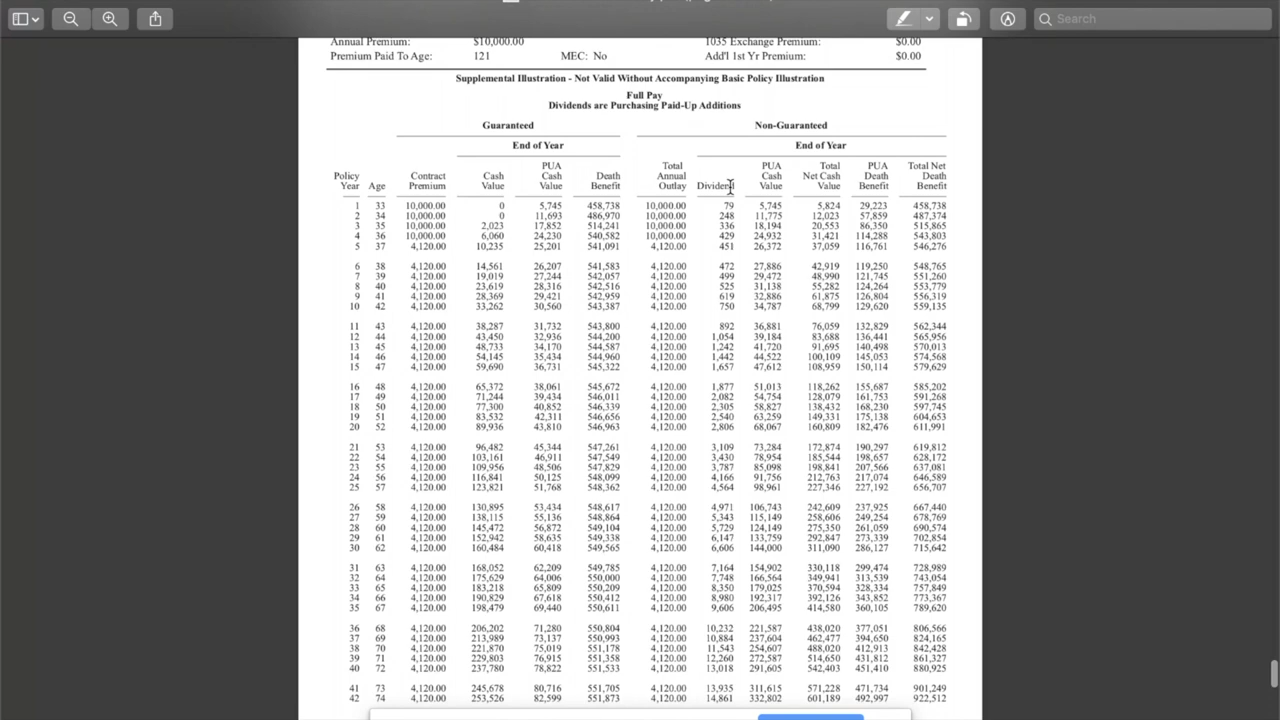 Search
Annual Premium: $10,000.00 1035 Exchange Premium: $0.00
Premium Paid To Age: 121 MEC: No Add'l 1st Yr Premium: $0.00
Supplemental Illustration - Not Valid Without Accompanying Basic Policy Illustration
Full Pay
Dividends are Purchasing Paid-Up Additions
Guaranteed Non-Guaranteed
End of Year End of Year
PUA Total PUA Total PUA Total Net
Policy Contract Cash Cash Death Annual Cash Net Cash Death Death
Year Age Premium Value Value Benefit Outlay Dividend Value Value Benefit Benefit
1 33 10,000.00 0 5,745 458,738 10,000.00 79 5,745 5,824 29,223 458,738
2 34 10,000.00 0 11,693 486,970 10,000.00 248 11,775 12,023 57,859 487,374
3 35 10,000.00 2,023 17,852 514,241 10,000.00 336 18,194 20,553 86,350 515,865
4 36 10,000.00 6,060 24,230 540,582 10,000.00 429 24,932 31,421 114,288 543,803
5 37 4,120.00 10,235 25,201 541,091 4,120.00 451 26,372 37,059 116,761 546,276
6 38 4,120.00 14,561 26,207 541,583 4,120.00 472 27,886 42,919 119,250 548,765
7 39 4,120.00 19,019 27,244 542,057 4,120.00 499 29,472 48,990 121,745 551,260
8 40 4,120.00 23,619 28,316 542,516 4,120.00 525 31,138 55,282 124,264 553,779
9 41 4,120.00 28,369 29,421 542,959 4,120.00 619 32,886 61,875 126,804 556,319
10 42 4,120.00 33,262 30,560 543,387 4,120.00 750 34,787 68,799 129,620 559,135
11 43 4,120.00 38,287 31,732 543,800 4,120.00 892 36,881 76,059 132,829 562,344
12 44 4,120.00 43,450 32,936 544,200 4,120.00 1,054 39,184 83,688 136,441 565,956
13 45 4,120.00 48,733 34,170 544,587 4,120.00 1,242 41,720 91,695 140,498 570,013
14 46 4,120.00 54,145 35,434 544,960 4,120.00 1,442 44,522 100,109 145,053 574,568
15 47 4,120.00 59,690 36,731 545,322 4,120.00 1,657 47,612 108,959 150,114 579,629
16 48 4,120.00 65,372 38,061 545,672 4,120.00 1,877 51,013 118,262 155,687 585,202
17 49 4,120.00 71,244 39,434 546,011 4,120.00 2,082 54,754 128,079 161,753 591,268
18 50 4,120.00 77,300 40,852 546,339 4,120.00 2,305 58,827 138,432 168,230 597,745
19 51 4,120.00 83,532 42,311 546,656 4,120.00 2,540 63,259 149,331 175,138 604,653
20 52 4,120.00 89,936 43,810 546,963 4,120.00 2,806 68,067 160,809 182,476 611,991
21 53 4,120.00 96,482 45,344 547,261 4,120.00 3,109 73,284 172,874 190,297 619,812
22 54 4,120.00 103,161 46,911 547,549 4,120.00 3,430 78,954 185,544 198,657 628,172
23 55 4,120.00 109,956 48,506 547,829 4,120.00 3,787 85,098 198,841 207,566 637,081
24 56 4,120.00 116,841 50,125 548,099 4,120.00 4,166 91,756 212,763 217,074 646,589
25 57 4,120.00 123,821 51,768 548,362 4,120.00 4,564 98,961 227,346 227,192 656,707
26 58 4,120.00 130,895 53,434 548,617 4,120.00 4,971 106,743 242,609 237,925 667,440
27 59 4,120.00 138,115 55,136 548,864 4,120.00 5,343 115,149 258,606 249,254 678,769
28 60 4,120.00 145,472 56,872 549,104 4,120.00 5,729 124,149 275,350 261,059 690,574
29 61 4,120.00 152,942 58,635 549,338 4,120.00 6,147 133,759 292,847 273,339 702,854
30 62 4,120.00 160,484 60,418 549,565 4,120.00 6,606 144,000 311,090 286,127 715,642
31 63 4,120.00 168,052 62,209 549,785 4,120.00 7,164 154,902 330,118 299,474 728,989
32 64 4,120.00 175,629 64,006 550,000 4,120.00 7,748 166,564 349,941 313,539 743,054
33 65 4,120.00 183,218 65,809 550,209 4,120.00 8,350 179,025 370,594 328,334 757,849
34 66 4,120.00 190,829 67,618 550,412 4,120.00 8,980 192,317 392,126 343,852 773,367
35 67 4,120.00 198,479 69,440 550,611 4,120.00 9,606 206,495 414,580 360,105 789,620
36 68 4,120.00 206,202 71,280 550,804 4,120.00 10,232 221,587 438,020 377,051 806,566
37 69 4,120.00 213,989 73,137 550,993 4,120.00 10,884 237,604 462,477 394,650 824,165
38 70 4,120.00 221,870 75,019 551,178 4,120.00 11,543 254,607 488,020 412,913 842,428
39 71 4,120.00 229,803 76,915 551,358 4,120.00 12,260 272,587 514,650 431,812 861,327
40 72 4,120.00 237,780 78,822 551,533 4,120.00 13,018 291,605 542,403 451,410 880,925
41 73 4,120.00 245,678 80,716 551,705 4,120.00 13,935 311,615 571,228 471,734 901,249
42 74 4,120.00 253,526 82,599 551,873 4,120.00 14,861 332,802 601,189 492,997 922,512